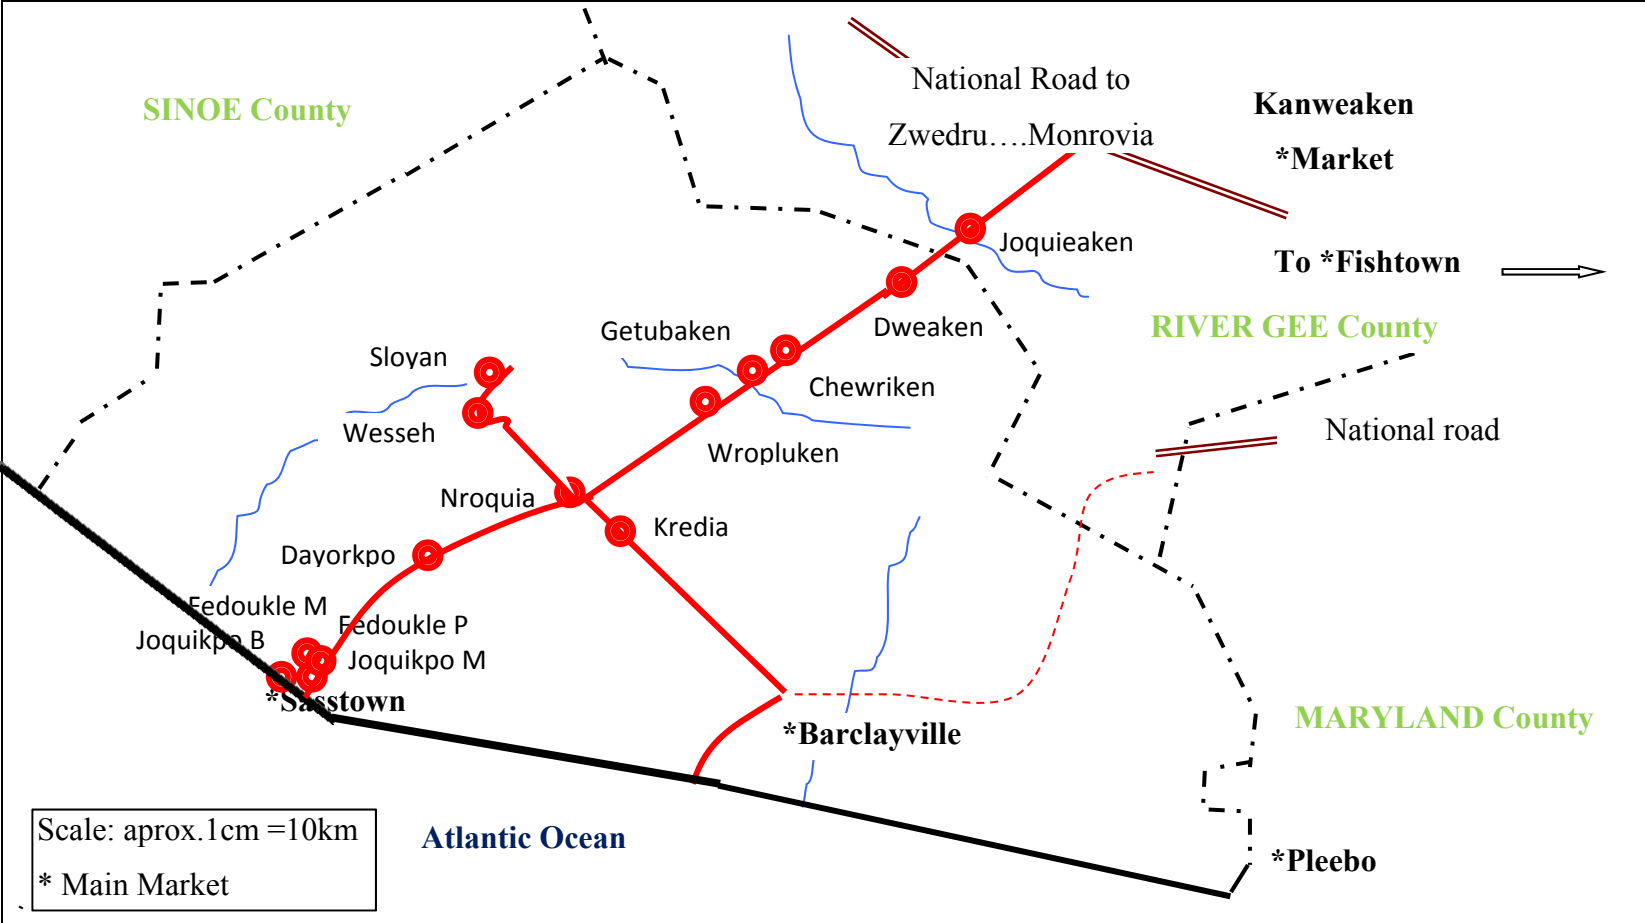 National Road to
Zwedru....Monrovia
SINOE County
Kanweaken
*Market
Joquieaken
To *Fishtown
Getubaken
Dweaken
RIVER GEE County
Sloyan
Chewriken
Wesseh
Wropluken
National road
Nroquia
Kredia
Dayorkpo
Fedoukle M
Fedoukle P
Joquikpo B
Joquikpo M
*Sasstown
*Barclayville
MARYLAND County
Scale: aprox.1cm =10km
* Main Market
Atlantic Ocean
*Pleebo